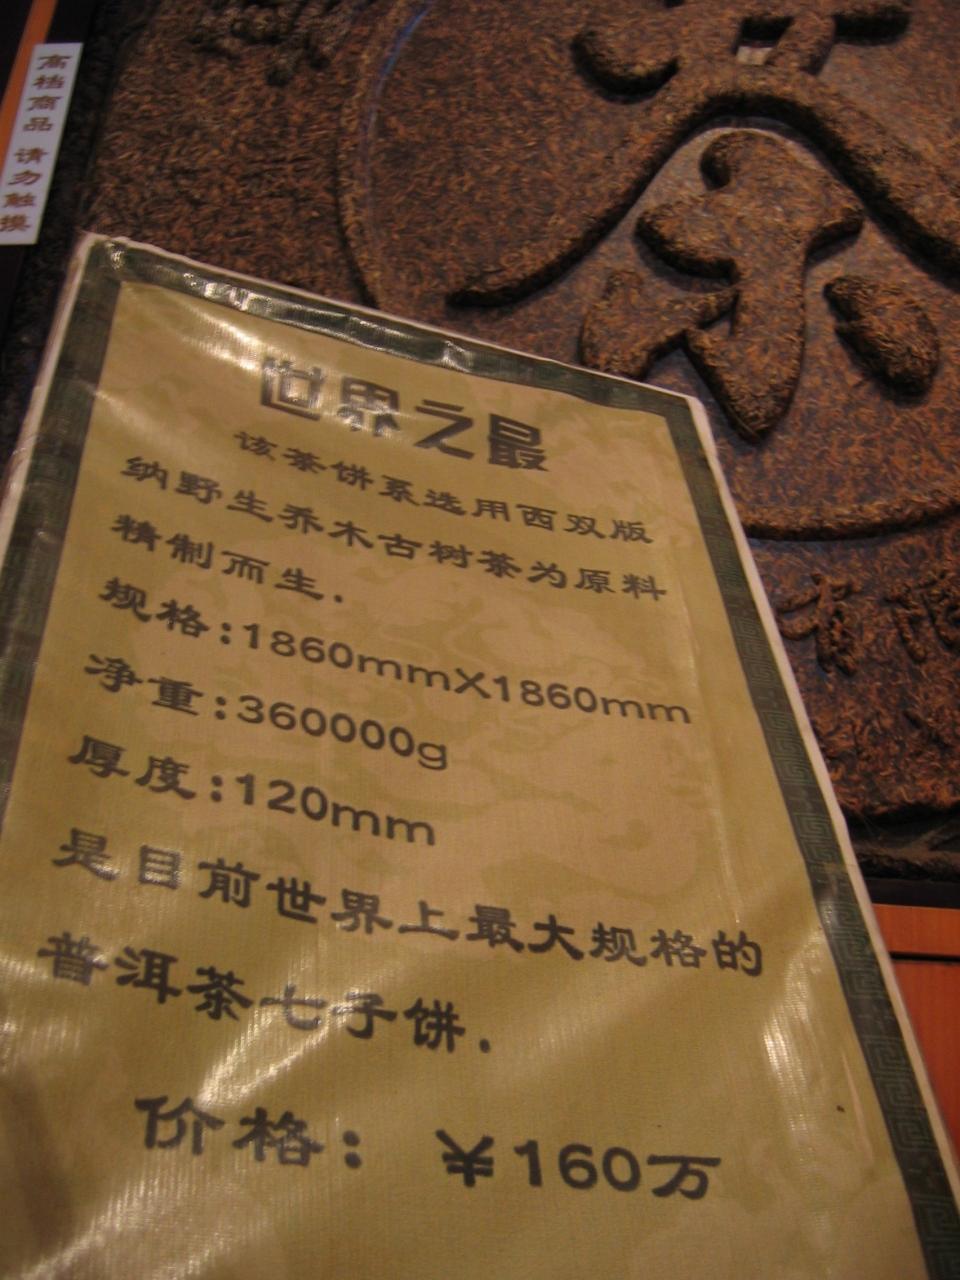 高档商品 请勿触摸
茶
世界之最
该茶饼系选用西双版
纳野生乔木古树茶为原料
精制而生.
规格:1860mmX1860mm
净重:360000g
厚度:120mm
是目前世界上最大规格的
普洱茶七子饼.
价格: ¥160万